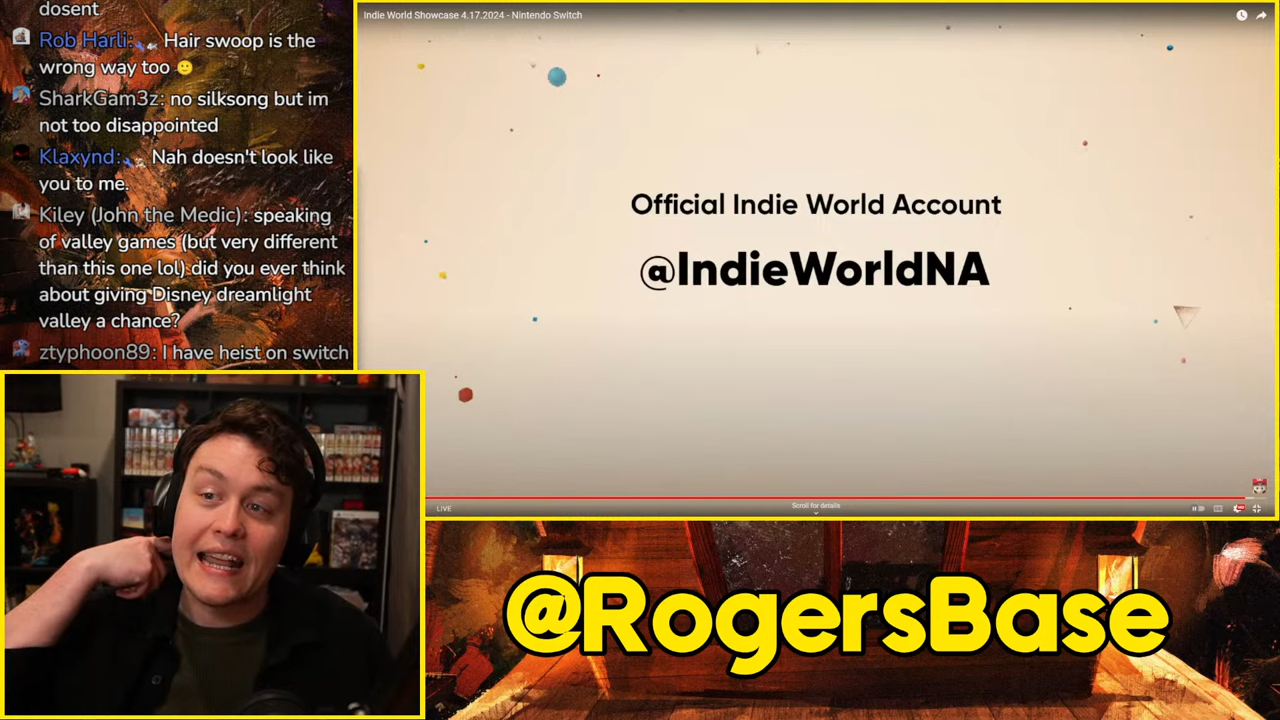 dosent
Rob Harli: Hair swoop is the
wrong way too 🙂
SharkGam3z: no silksong but im
not too disappointed
Klaxynd: Nah doesn't look like
you to me.
Kiley (John the Medic): speaking
of valley games (but very different
than this one lol) did you ever think
about giving Disney dreamlight
valley a chance?
ztyphoon89: I have heist on switch
Indie World Showcase 4.17.2024 - Nintendo Switch
Official Indie World Account
@IndieWorldNA
LIVE
Scroll for details
@RogersBase